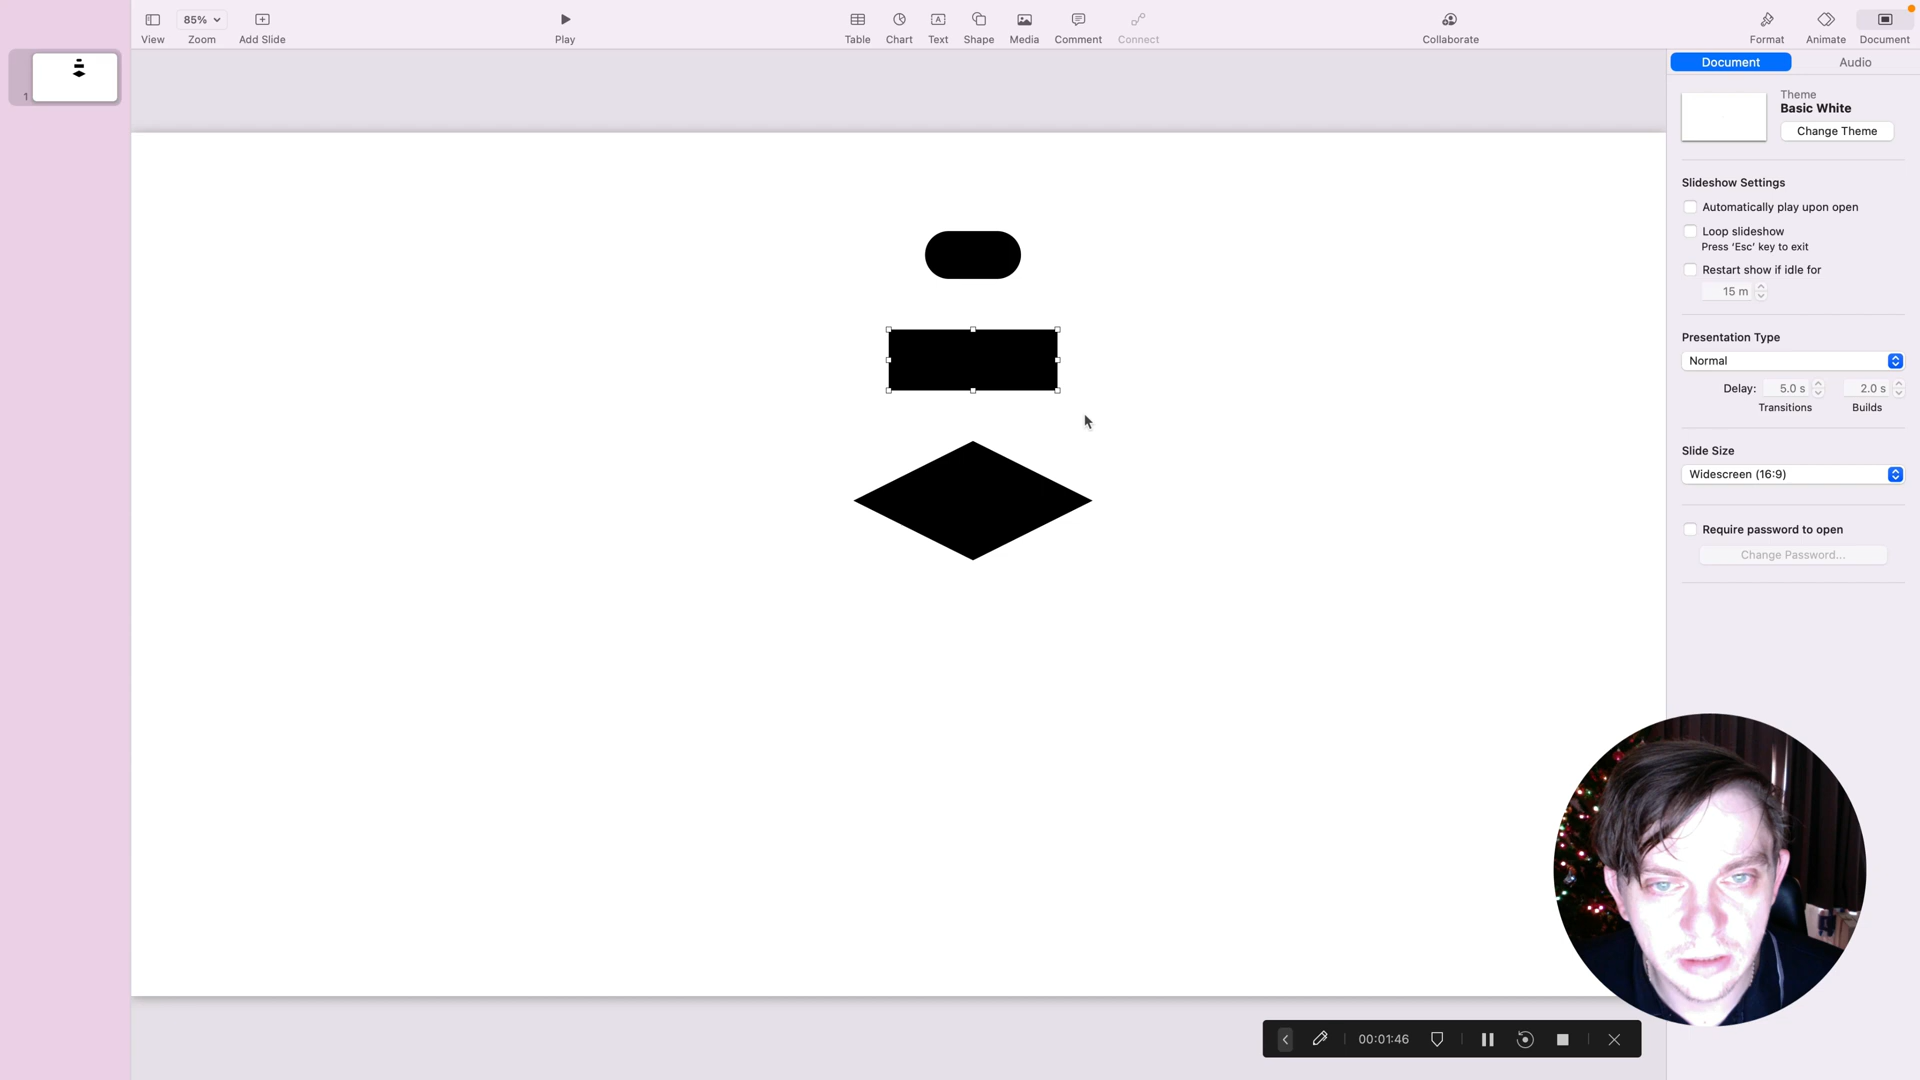 85%
View
Zoom
Add Slide
Play
Table
Chart
A
Text
Shape
Media
Comment
Connect
Collaborate
Format
Animate
Document
1
Document
Audio
Theme
Basic White
Change Theme
Slideshow Settings
Automatically play upon open
Loop slideshow
Press ‘Esc’ key to exit
Restart show if idle for
15 m
Presentation Type
Normal
Delay: 5.0 s 2.0 s
Transitions Builds
Slide Size
Widescreen (16:9)
Require password to open
Change Password...
00:01:46